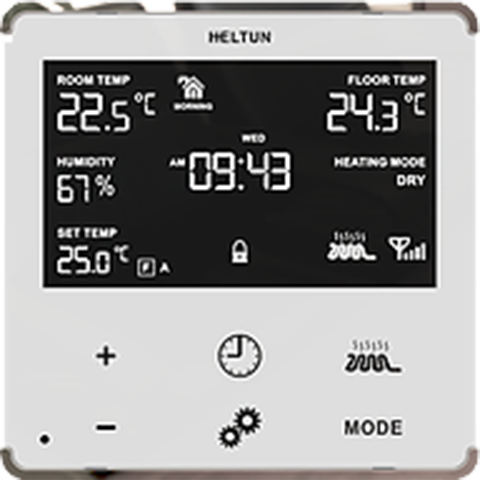 HELTUN
ROOM TEMP
22.5°C
MORNING
FLOOR TEMP
24.3°C
WED
AM 09:43
HUMIDITY
67%
HEATING MODE
DRY
SET TEMP
25.0°C
F A
+
-
MODE